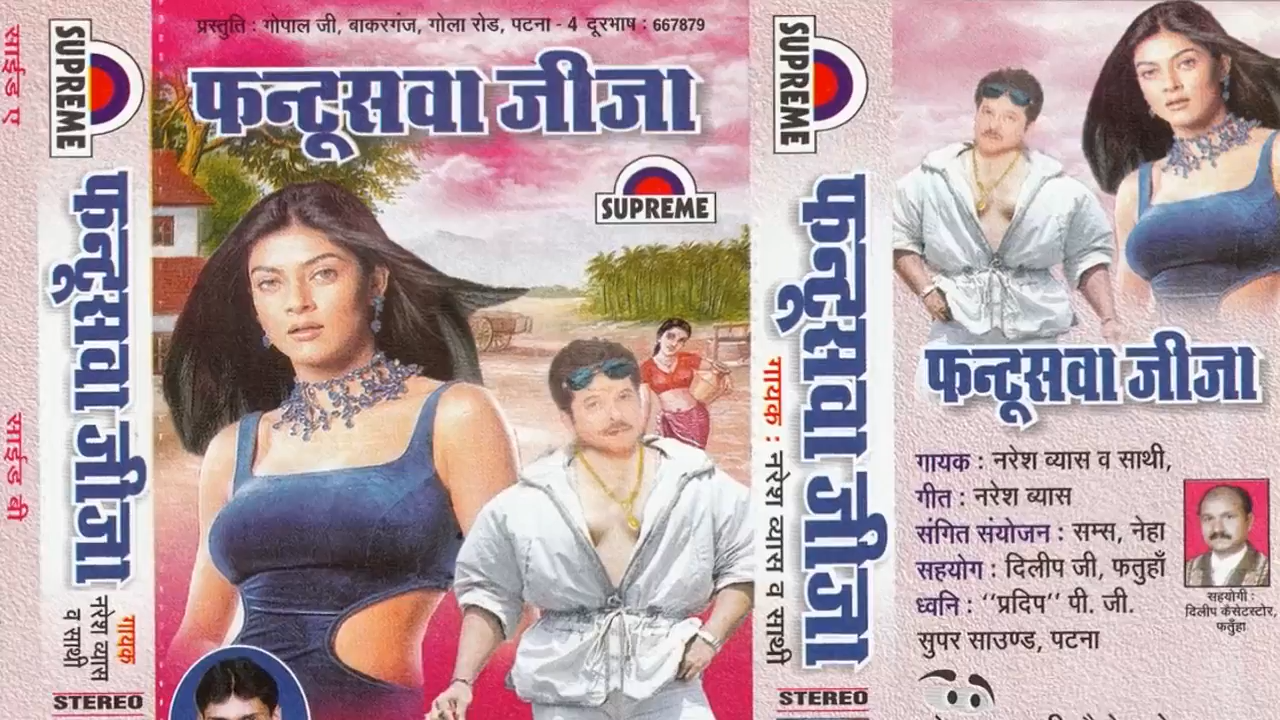 साईड ए
साईड बी
SUPREME
फन्टूसवा जीजा
गायक
नरेश व्यास
व साथी
STEREO
प्रस्तुति : गोपाल जी, बाकरगंज, गोला रोड, पटना - 4 दूरभाष : 667879
फन्टूसवा जीजा
SUPREME
SUPREME
फन्टूसवा जीजा
गायक : नरेश व्यास व साथी
STEREO
फन्टूसवा जीजा
गायक : नरेश व्यास व साथी,
गीत : नरेश व्यास
संगित संयोजन : सम्स, नेहा
सहयोग : दिलीप जी, फतुहाँ
ध्वनि : ‘‘प्रदिप’’ पी. जी.
सुपर साउण्ड, पटना
सहयोगी :
दिलीप कॅसेटस्टोर,
फतुँहा